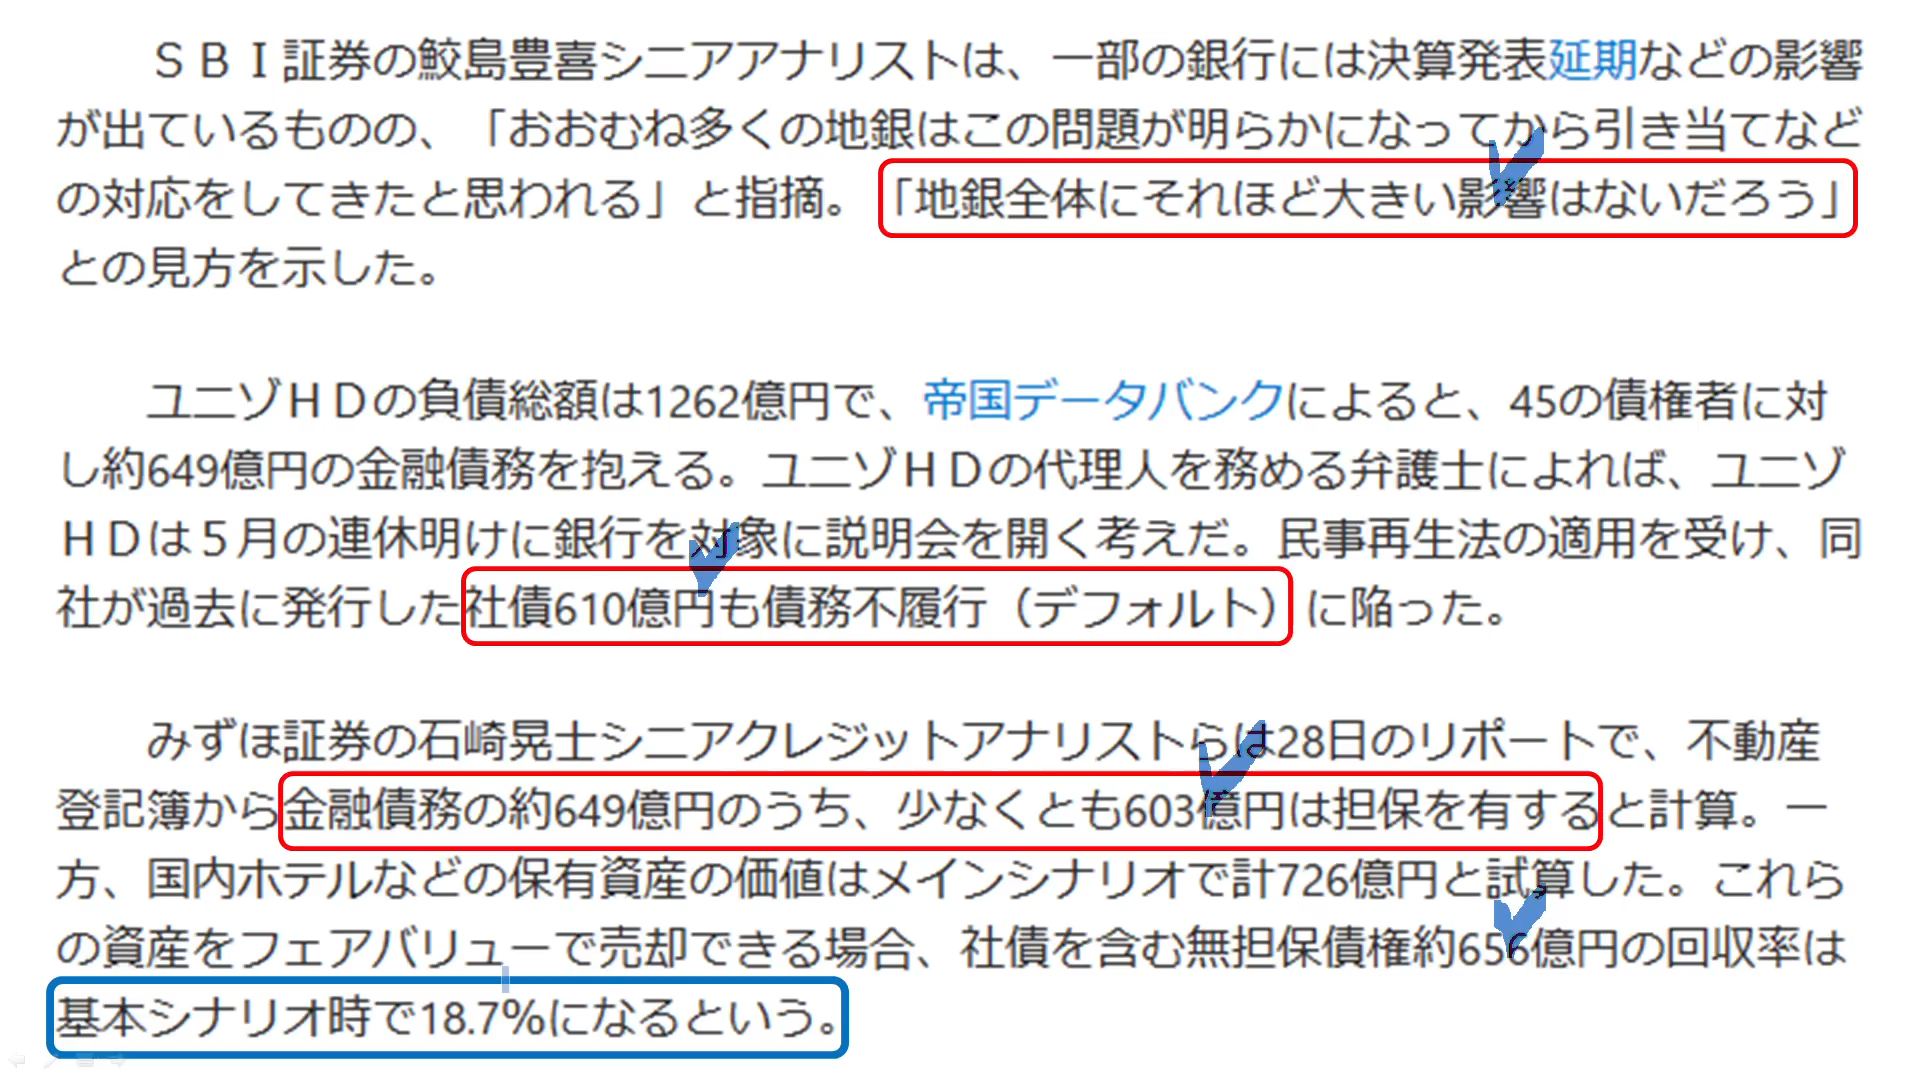 ＳＢＩ証券の鮫島豊喜シニアアナリストは、一部の銀行には決算発表延期などの影響
が出ているものの、「おおむね多くの地銀はこの問題が明らかになってから引き当てなど
の対応をしてきたと思われる」と指摘。「地銀全体にそれほど大きい影響はないだろう」
との見方を示した。
ユニゾＨＤの負債総額は1262億円で、帝国データバンクによると、45の債権者に対
し約649億円の金融債務を抱える。ユニゾＨＤの代理人を務める弁護士によれば、ユニゾ
ＨＤは５月の連休明けに銀行を対象に説明会を開く考えだ。民事再生法の適用を受け、同
社が過去に発行した社債610億円も債務不履行（デフォルト）に陥った。
みずほ証券の石崎晃士シニアクレジットアナリストらは28日のリポートで、不動産
登記簿から金融債務の約649億円のうち、少なくとも603億円は担保を有すると計算。一
方、国内ホテルなどの保有資産の価値はメインシナリオで計726億円と試算した。これら
の資産をフェアバリューで売却できる場合、社債を含む無担保債権約656億円の回収率は
基本シナリオ時で18.7％になるという。